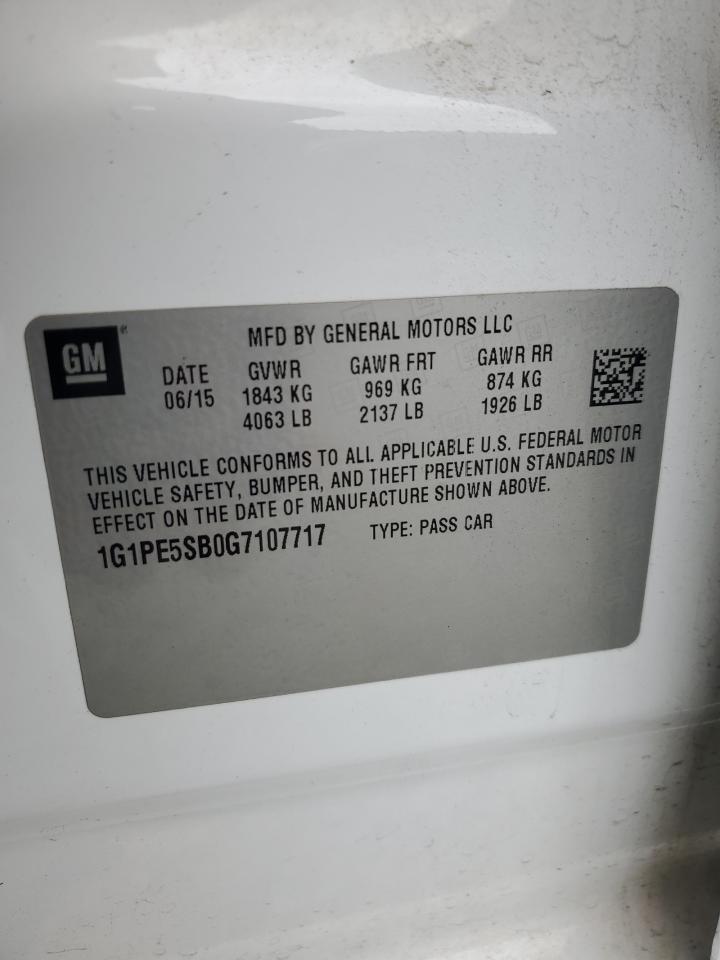 GM
MFD BY GENERAL MOTORS LLC
DATE GVWR GAWR FRT GAWR RR
06/15 1843 KG 969 KG 874 KG
4063 LB 2137 LB 1926 LB
THIS VEHICLE CONFORMS TO ALL APPLICABLE U.S. FEDERAL MOTOR
VEHICLE SAFETY, BUMPER, AND THEFT PREVENTION STANDARDS IN
EFFECT ON THE DATE OF MANUFACTURE SHOWN ABOVE.
1G1PE5SB0G7107717 TYPE: PASS CAR